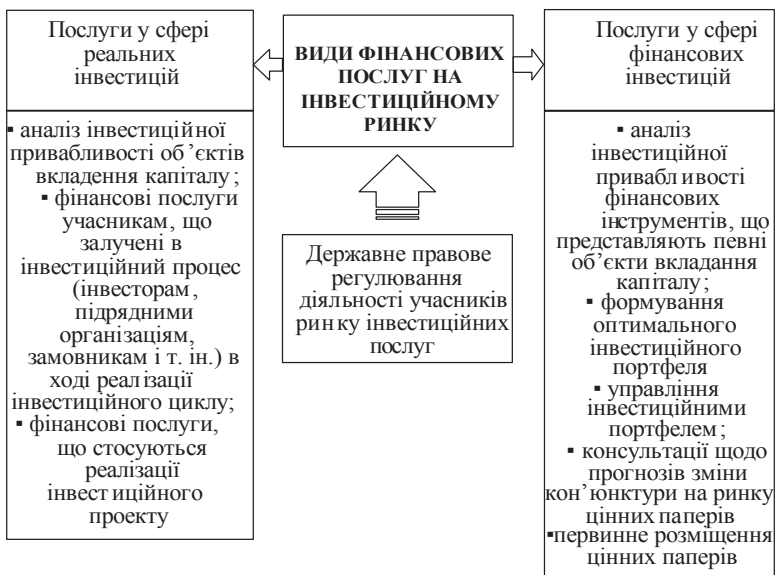 Послуги у сфері
реальних
інвестицій
▪ аналіз інвестиційної
привабливості об’єктів
вкладення капіталу;
▪ фінансові послуги
учасникам, що
залучені в
інвестиційний процес
(інвесторам,
підрядними
організаціям,
замовникам і т. ін.) в
ході реалізації
інвестиційного циклу;
▪ фінансові послуги,
що стосуються
реалізації
інвестиційного
проекту
ВИДИ ФІНАНСОВИХ
ПОСЛУГ НА
ІНВЕСТИЦІЙНОМУ
РИНКУ
Державне правове
регулювання
діяльності учасників
ринку інвестиційних
послуг
Послуги у сфері
фінансових
інвестицій
▪ аналіз
інвестиційної
привабливості
фінансових
інструментів, що
представляють певні
об’єкти вкладання
капіталу;
▪ формування
оптимального
інвестиційного
портфеля
▪ управління
інвестиційними
портфелем;
▪ консультації щодо
прогнозів зміни
кон’юнктури на ринку
цінних паперів
▪первинне розміщення
цінних паперів